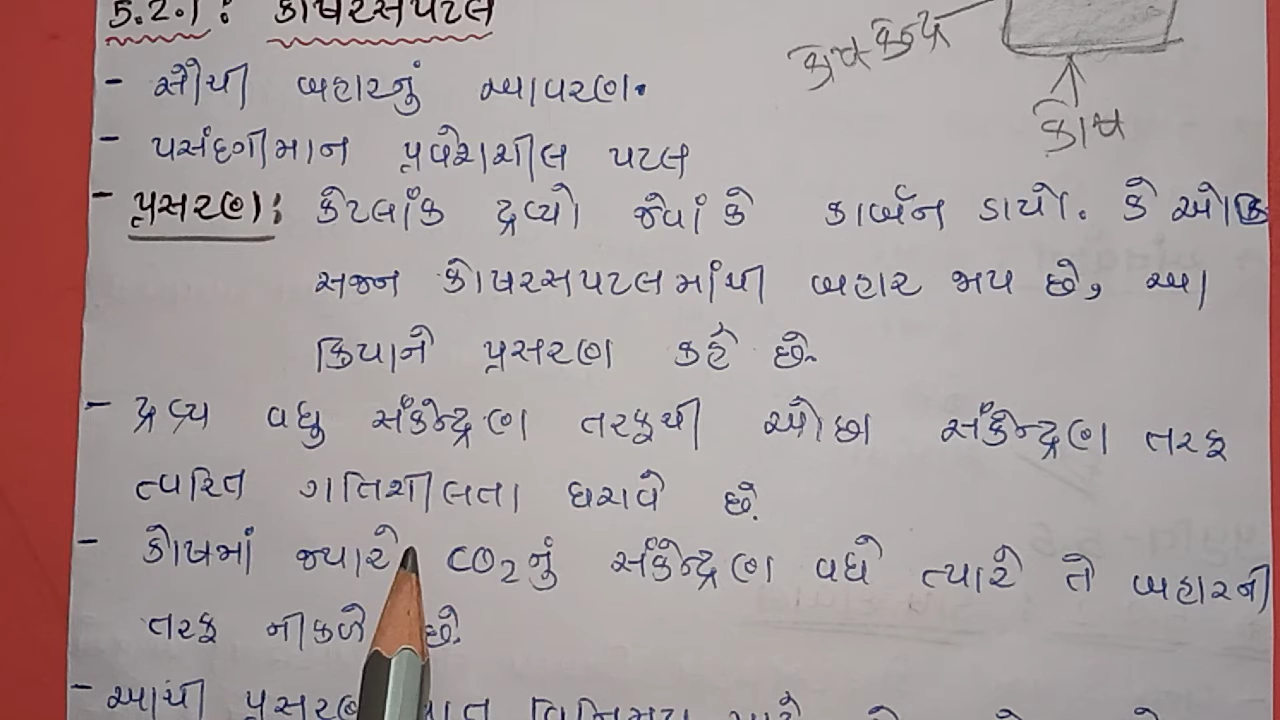 5.2.1 : કોષરસપટલ
- સૌથી બહારનું આવરણ.
- પસંદગીમાન પ્રવેશશીલ પટલ
- પ્રસરણ: કેટલાંક દ્રવ્યો જેવાં કે કાર્બન ડાયો. કે ઓક્સિ
સજન કોષરસપટલમાંથી બહાર જાય છે, આ
ક્રિયાને પ્રસરણ કહે છે.
- દ્રવ્ય વધુ સંકેન્દ્રણ તરફથી ઓછા સંકેન્દ્રણ તરફ
ત્વરિત ગતિશીલતા ધરાવે છે.
- કોષમાં જ્યારે CO₂નું સંકેન્દ્રણ વધે ત્યારે તે બહારની
તરફ નીકળે છે.
- આથી પ્રસરણ
કાચ